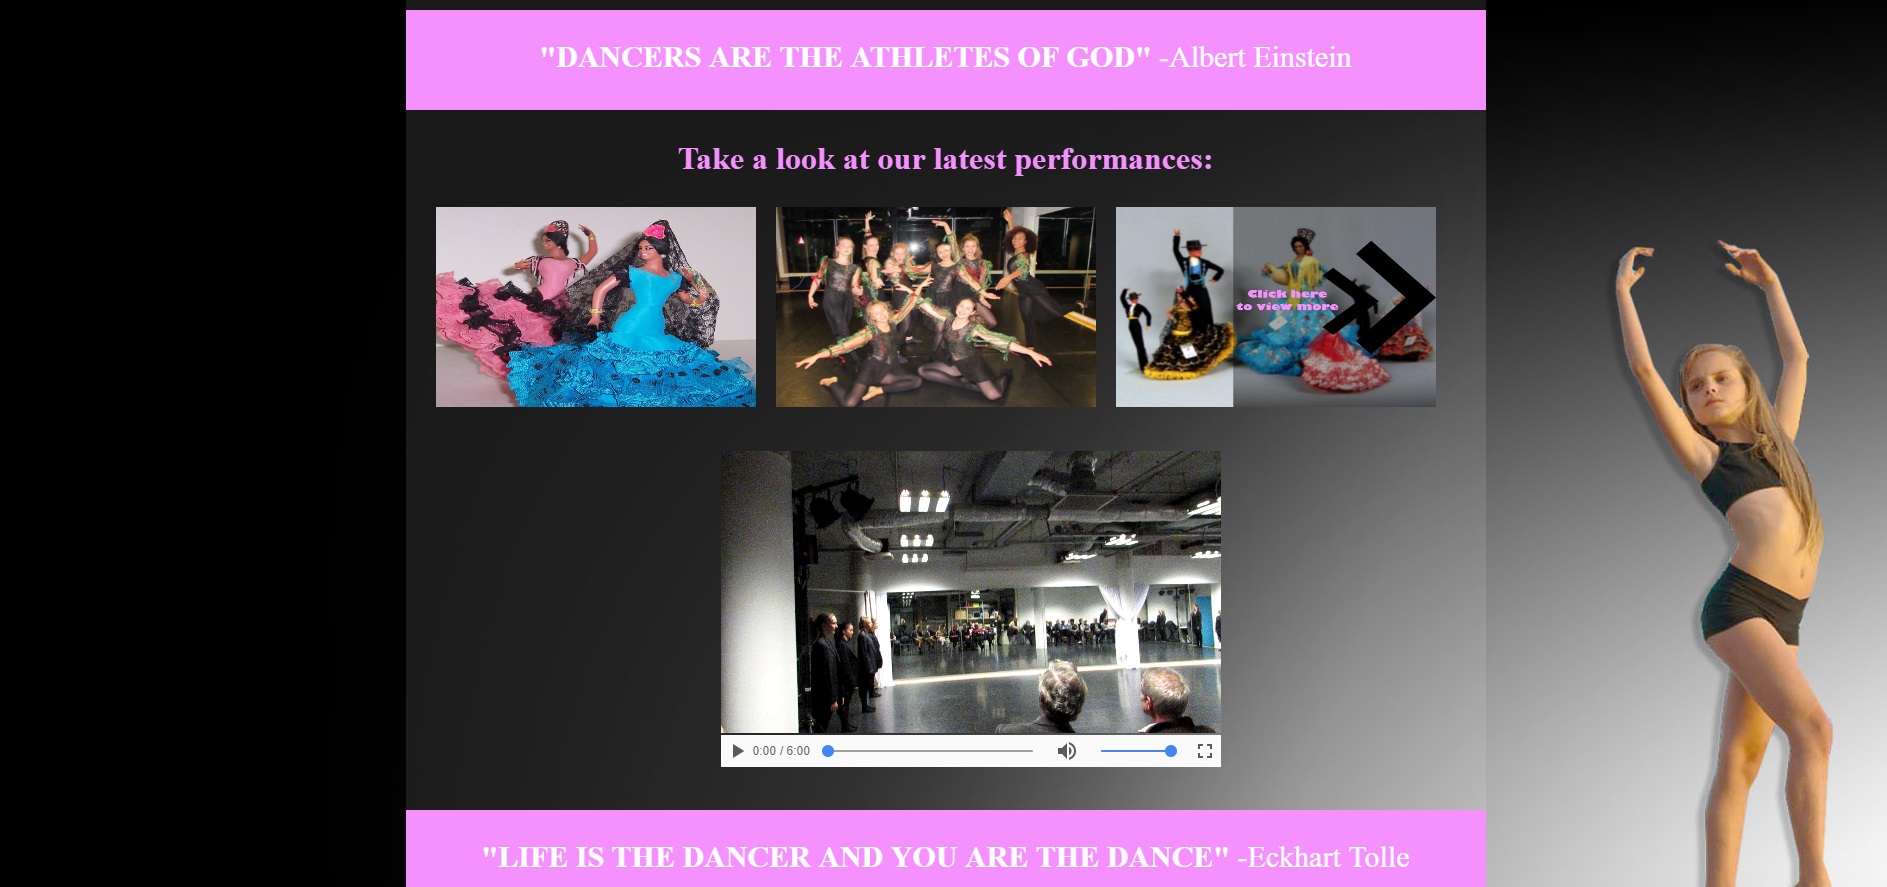 "DANCERS ARE THE ATHLETES OF GOD" -Albert Einstein
Take a look at our latest performances:
Click here
to view more
0:00 / 6:00
"LIFE IS THE DANCER AND YOU ARE THE DANCE" -Eckhart Tolle